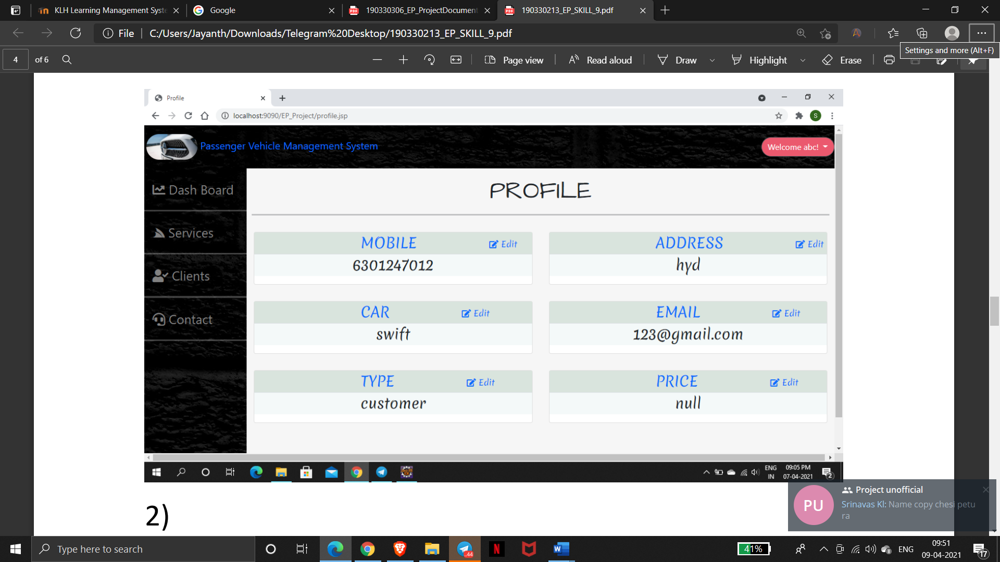 KLH Learning Management Syste
Google
190330306_EP_ProjectDocument
190330213_EP_SKILL_9.pdf
File
C:/Users/Jayanth/Downloads/Telegram%20Desktop/190330213_EP_SKILL_9.pdf
Settings and more (Alt+F)
4 of 6
Page view
Read aloud
Draw
Highlight
Erase
Profile
localhost:9090/EP_Project/profile.jsp
S
Passenger Vehicle Management System
Welcome abc!
Dash Board
Services
Clients
Contact
PROFILE
MOBILE Edit
6301247012
ADDRESS Edit
hyd
CAR Edit
swift
EMAIL Edit
123@gmail.com
TYPE Edit
customer
PRICE Edit
null
ENG
IN
09:05 PM
07-04-2021
2
2)
PU
Project unofficial
Srinavas Kl: Name copy chesi petu
ra
Type here to search
..44
N
W
41%
ENG
09:51
09-04-2021
17